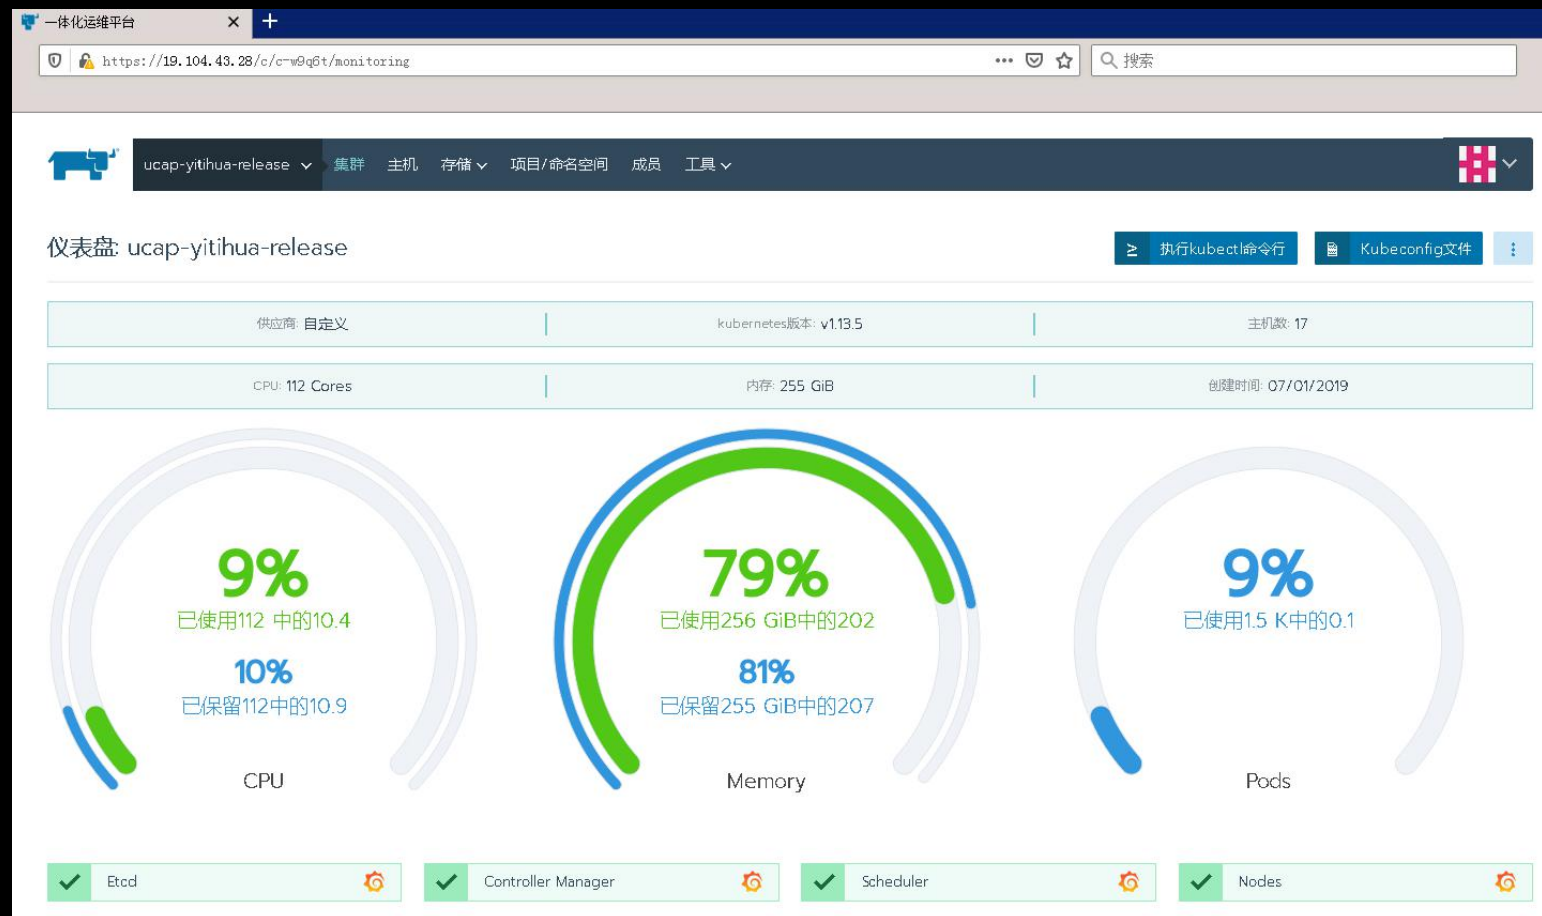 一体化运维平台
https://19.104.43.28/c/c-w9q6t/monitoring
搜索
ucap-yitihua-release 集群 主机 存储 项目/命名空间 成员 工具
仪表盘: ucap-yitihua-release
执行kubectl命令行
Kubeconfig文件
供应商: 自定义
kubernetes版本: v1.13.5
主机数: 17
CPU: 112 Cores
内存: 255 GiB
创建时间: 07/01/2019
9%
已使用112 中的10.4
10%
已保留112中的10.9
CPU
79%
已使用256 GiB中的202
81%
已保留255 GiB中的207
Memory
9%
已使用1.5 K中的0.1
Pods
Etcd
Controller Manager
Scheduler
Nodes